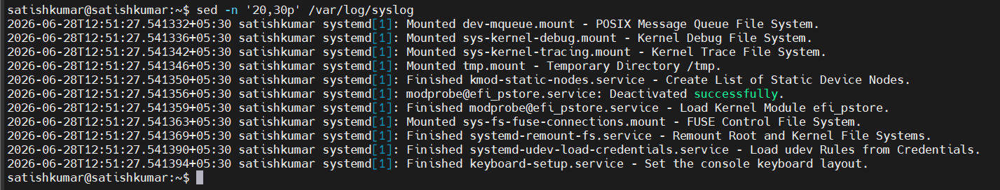 satishkumar@satishkumar:~$ sed -n '20,30p' /var/log/syslog
2026-06-28T12:51:27.541332+05:30 satishkumar systemd[1]: Mounted dev-mqueue.mount - POSIX Message Queue File System.
2026-06-28T12:51:27.541336+05:30 satishkumar systemd[1]: Mounted sys-kernel-debug.mount - Kernel Debug File System.
2026-06-28T12:51:27.541342+05:30 satishkumar systemd[1]: Mounted sys-kernel-tracing.mount - Kernel Trace File System.
2026-06-28T12:51:27.541346+05:30 satishkumar systemd[1]: Mounted tmp.mount - Temporary Directory /tmp.
2026-06-28T12:51:27.541350+05:30 satishkumar systemd[1]: Finished kmod-static-nodes.service - Create List of Static Device Nodes.
2026-06-28T12:51:27.541356+05:30 satishkumar systemd[1]: modprobe@efi_pstore.service: Deactivated successfully.
2026-06-28T12:51:27.541359+05:30 satishkumar systemd[1]: Finished modprobe@efi_pstore.service - Load Kernel Module efi_pstore.
2026-06-28T12:51:27.541363+05:30 satishkumar systemd[1]: Mounted sys-fs-fuse-connections.mount - FUSE Control File System.
2026-06-28T12:51:27.541369+05:30 satishkumar systemd[1]: Finished systemd-remount-fs.service - Remount Root and Kernel File Systems.
2026-06-28T12:51:27.541390+05:30 satishkumar systemd[1]: Finished systemd-udev-load-credentials.service - Load udev Rules from Credentials.
2026-06-28T12:51:27.541394+05:30 satishkumar systemd[1]: Finished keyboard-setup.service - Set the console keyboard layout.
satishkumar@satishkumar:~$